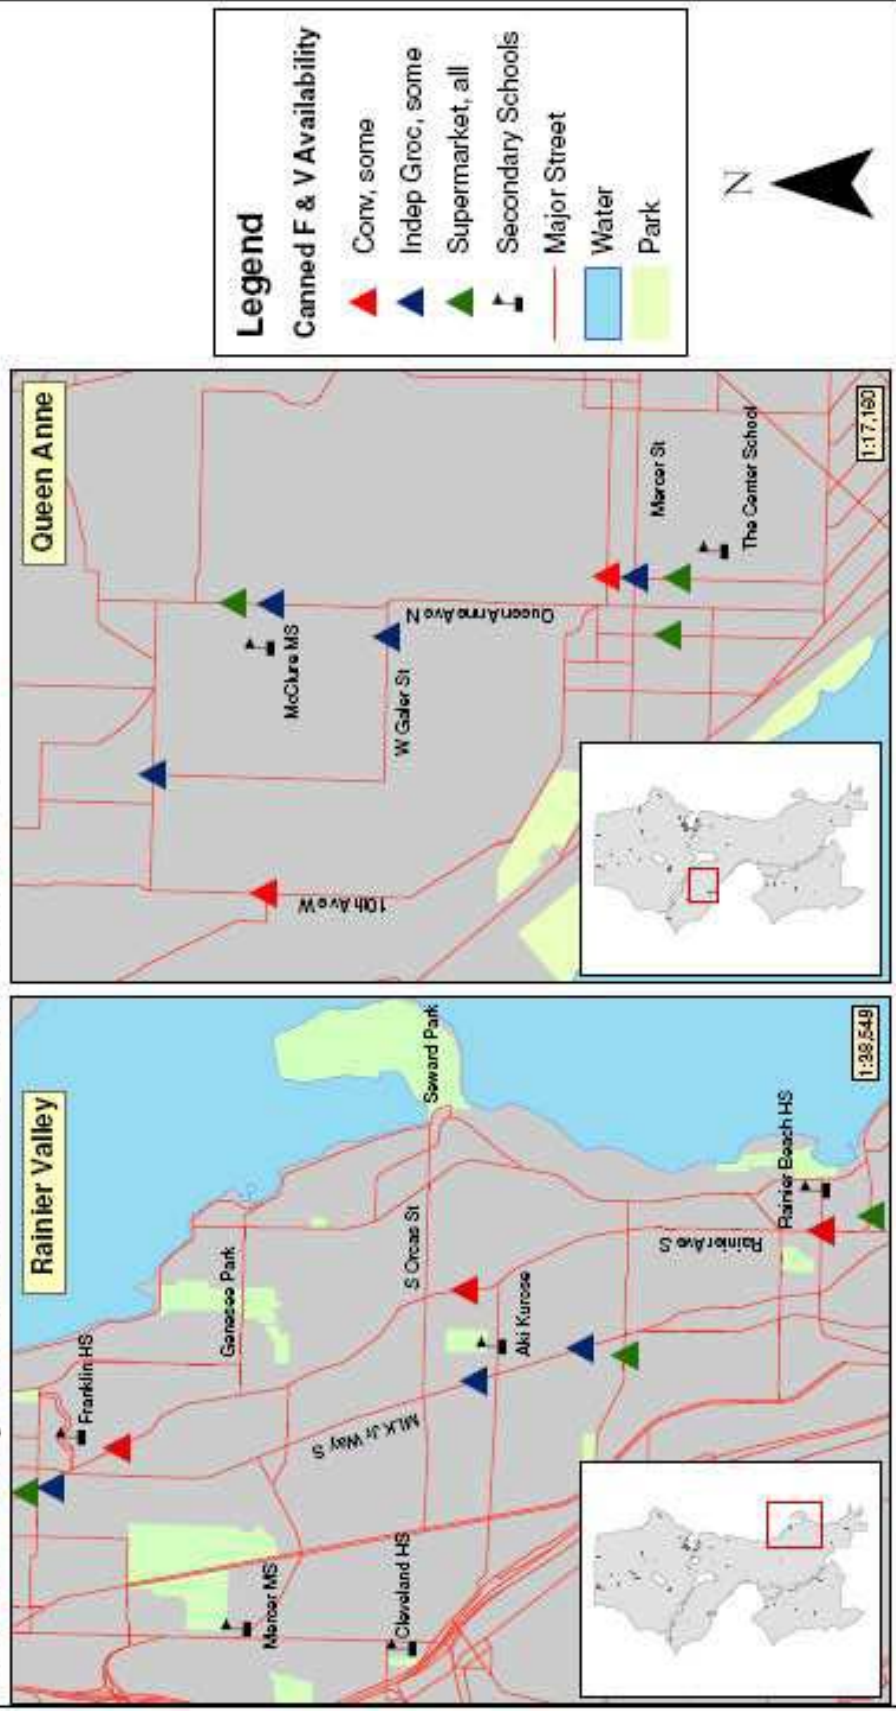 Rainier Valley
Franklin HS
Genesee Park
Mercer MS
MLK Jr Way S
S Orcas St
Seward Park
Cleveland HS
Aki Kurose
Rainier Ave S
Rainier Beach HS
1:38,548
Queen Anne
McClure MS
10th Ave W
W Galer St
Queen Anne Ave N
Mercer St
The Center School
1:17,160
Legend
Canned F & V Availability
Conv, some
Indep Groc, some
Supermarket, all
Secondary Schools
Major Street
Water
Park
N